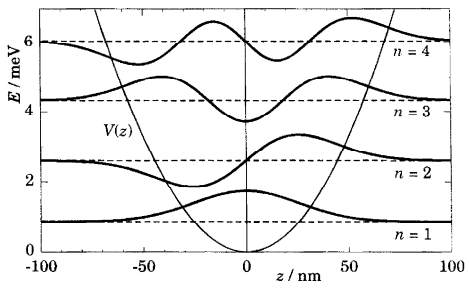 E / meV
6
4
2
0
n = 4
n = 3
V(z)
n = 2
n = 1
-100 -50 0 50 100
z / nm